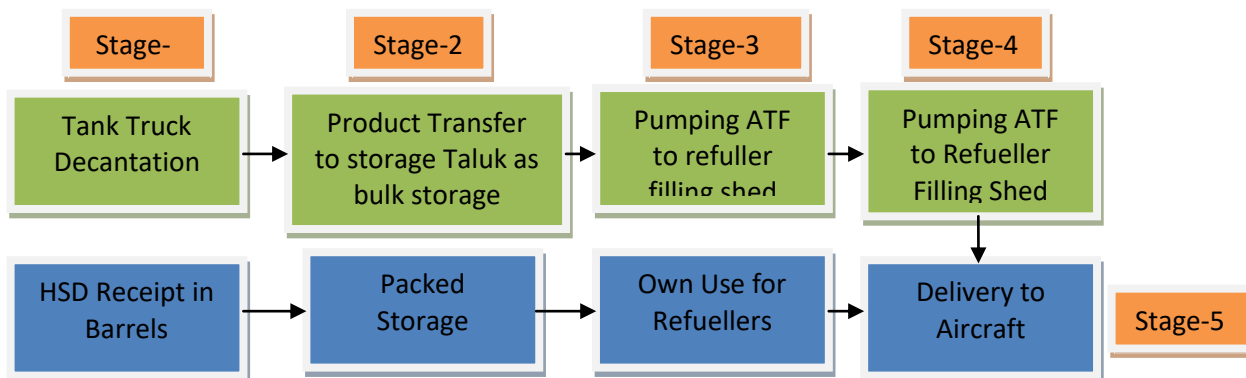 Stage-
Stage-2
Stage-3
Stage-4
Tank Truck
Decantation
Product Transfer
to storage Taluk as
bulk storage
Pumping ATF
to refuller
filling shed
Pumping ATF
to Refueller
Filling Shed
HSD Receipt in
Barrels
Packed
Storage
Own Use for
Refuellers
Delivery to
Aircraft
Stage-5